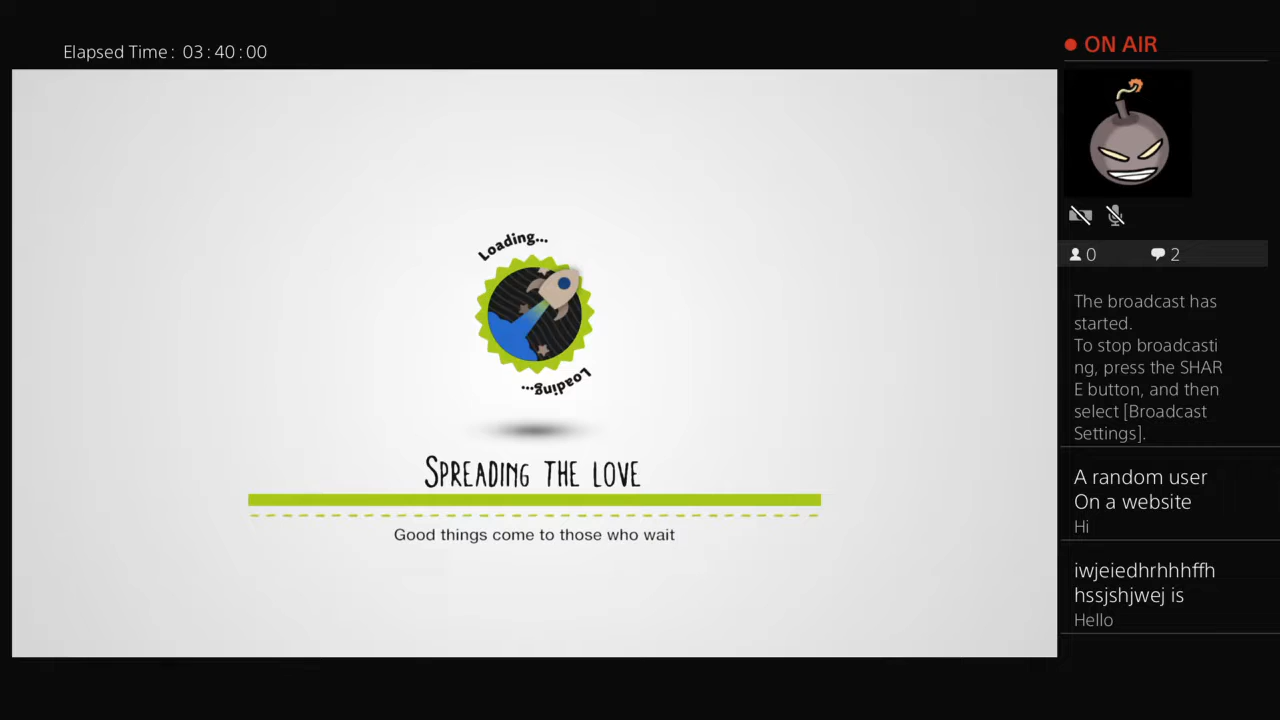 Elapsed Time: 03:40:00
ON AIR
Loading...
Loading...
SPREADING THE LOVE
Good things come to those who wait
0 2
The broadcast has
started.
To stop broadcasti
ng, press the SHAR
E button, and then
select [Broadcast
Settings].
A random user
On a website
Hi
iwjeiedhrhhhffh
hssjshjwej is
Hello